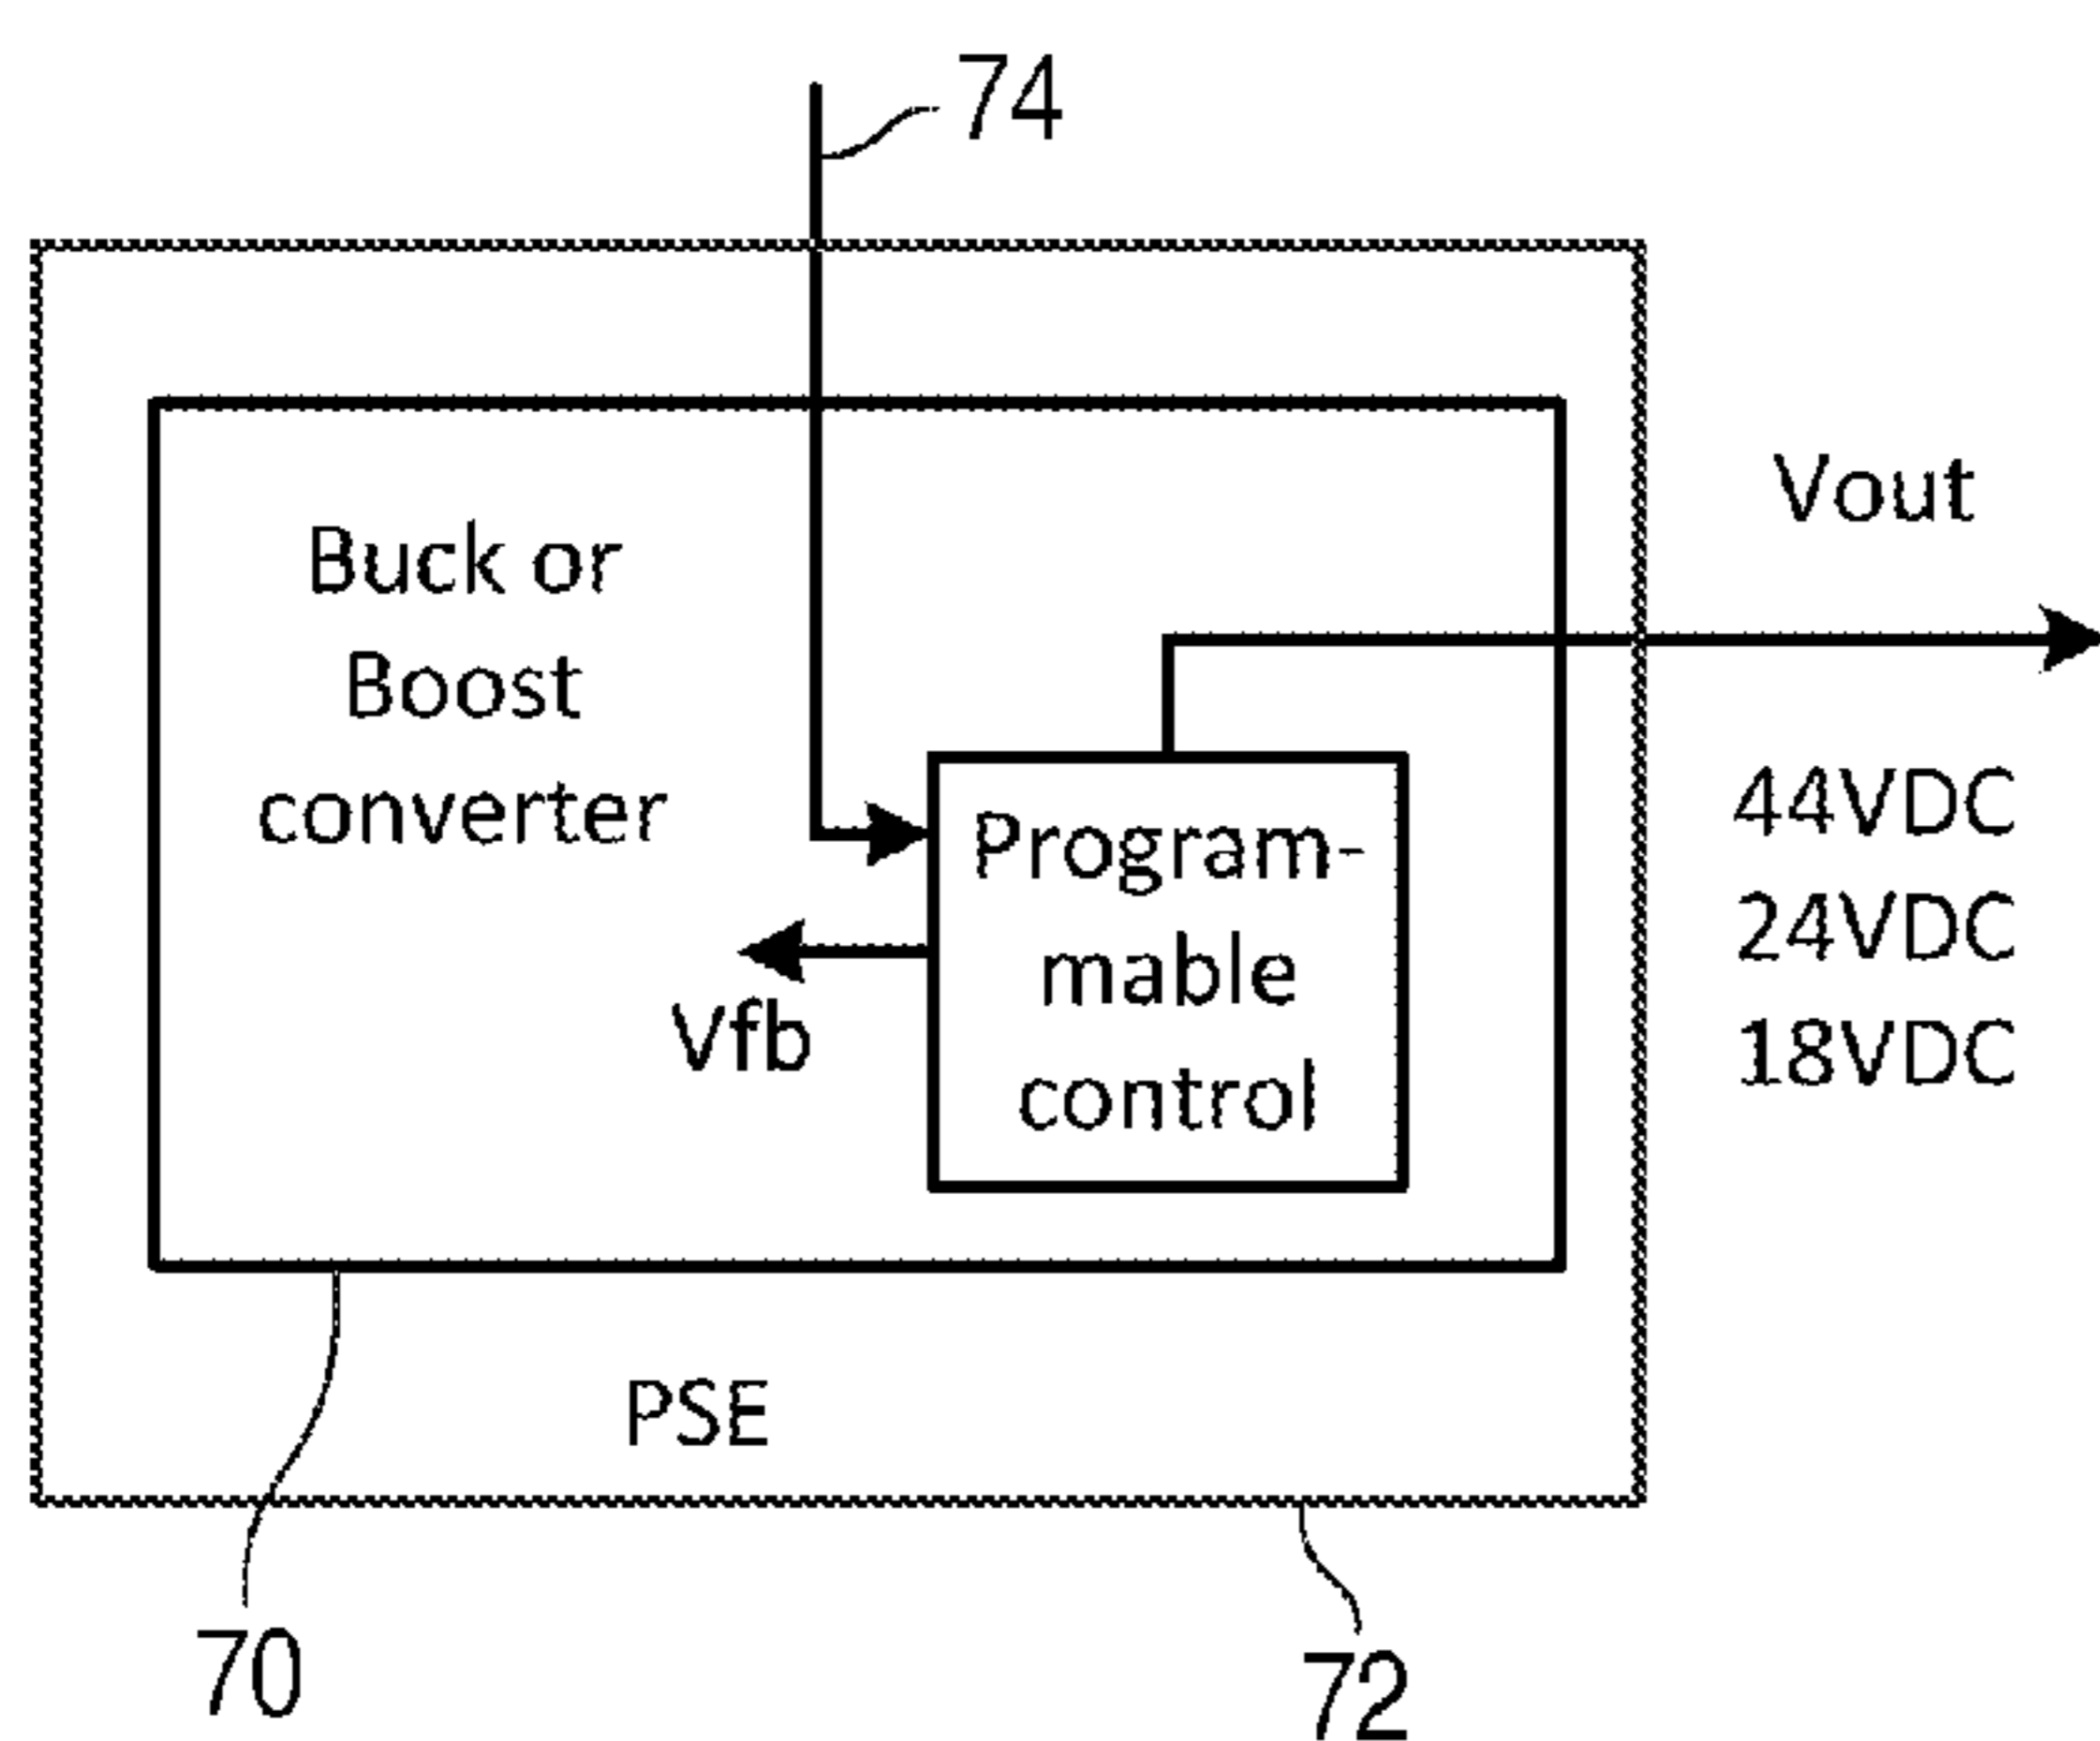 74
Buck or
Boost
converter
Vout
Program-
mable
control
Vfb
44VDC
24VDC
18VDC
PSE
70
72